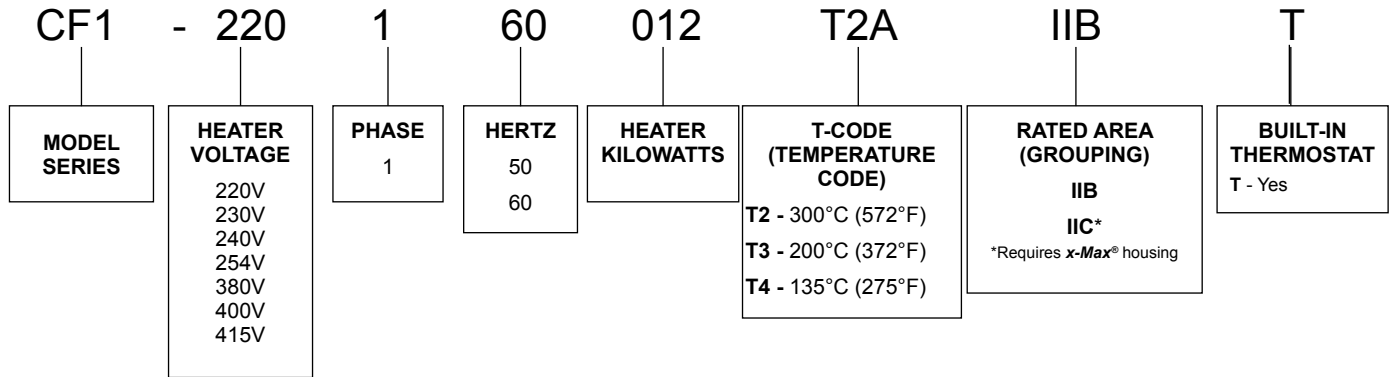 CF1 - 220 1 60 012 T2A IIB T
MODEL
SERIES
HEATER
VOLTAGE
220V
230V
240V
254V
380V
400V
415V
PHASE
1
HERTZ
50
60
HEATER
KILOWATTS
T-CODE
(TEMPERATURE
CODE)
T2 - 300°C (572°F)
T3 - 200°C (372°F)
T4 - 135°C (275°F)
RATED AREA
(GROUPING)
IIB
IIC*
*Requires x-Max® housing
BUILT-IN
THERMOSTAT
T - Yes